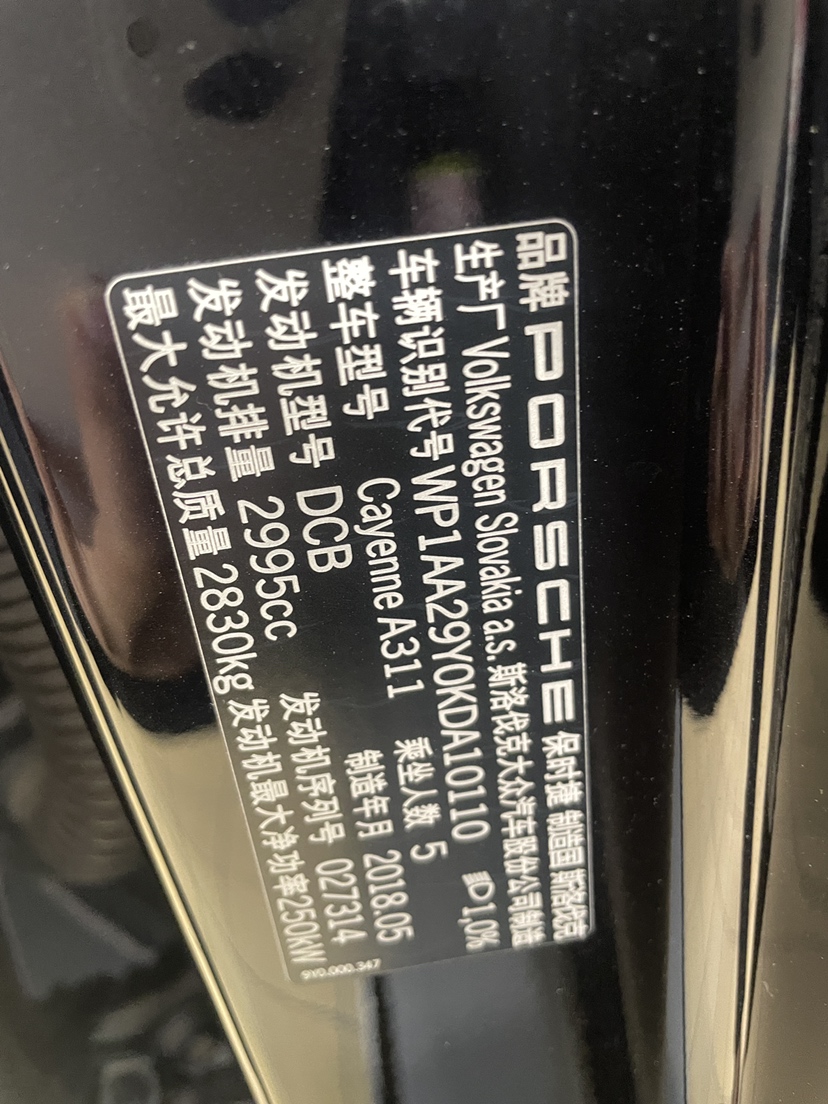 品牌 PORSCHE 保时捷 制造国 斯洛伐克
生产厂 Volkswagen Slovakia a.s. 斯洛伐克大众汽车股份公司制造
车辆识别代号 WP1AA29Y0KDA10110 1,0%
整车型号 Cayenne A311 乘坐人数 5
发动机型号 DCB 制造年月 2018.05
发动机排量 2995cc 发动机序列号 027314
最大允许总质量 2830kg 发动机最大净功率250kW
9Y0.000.347